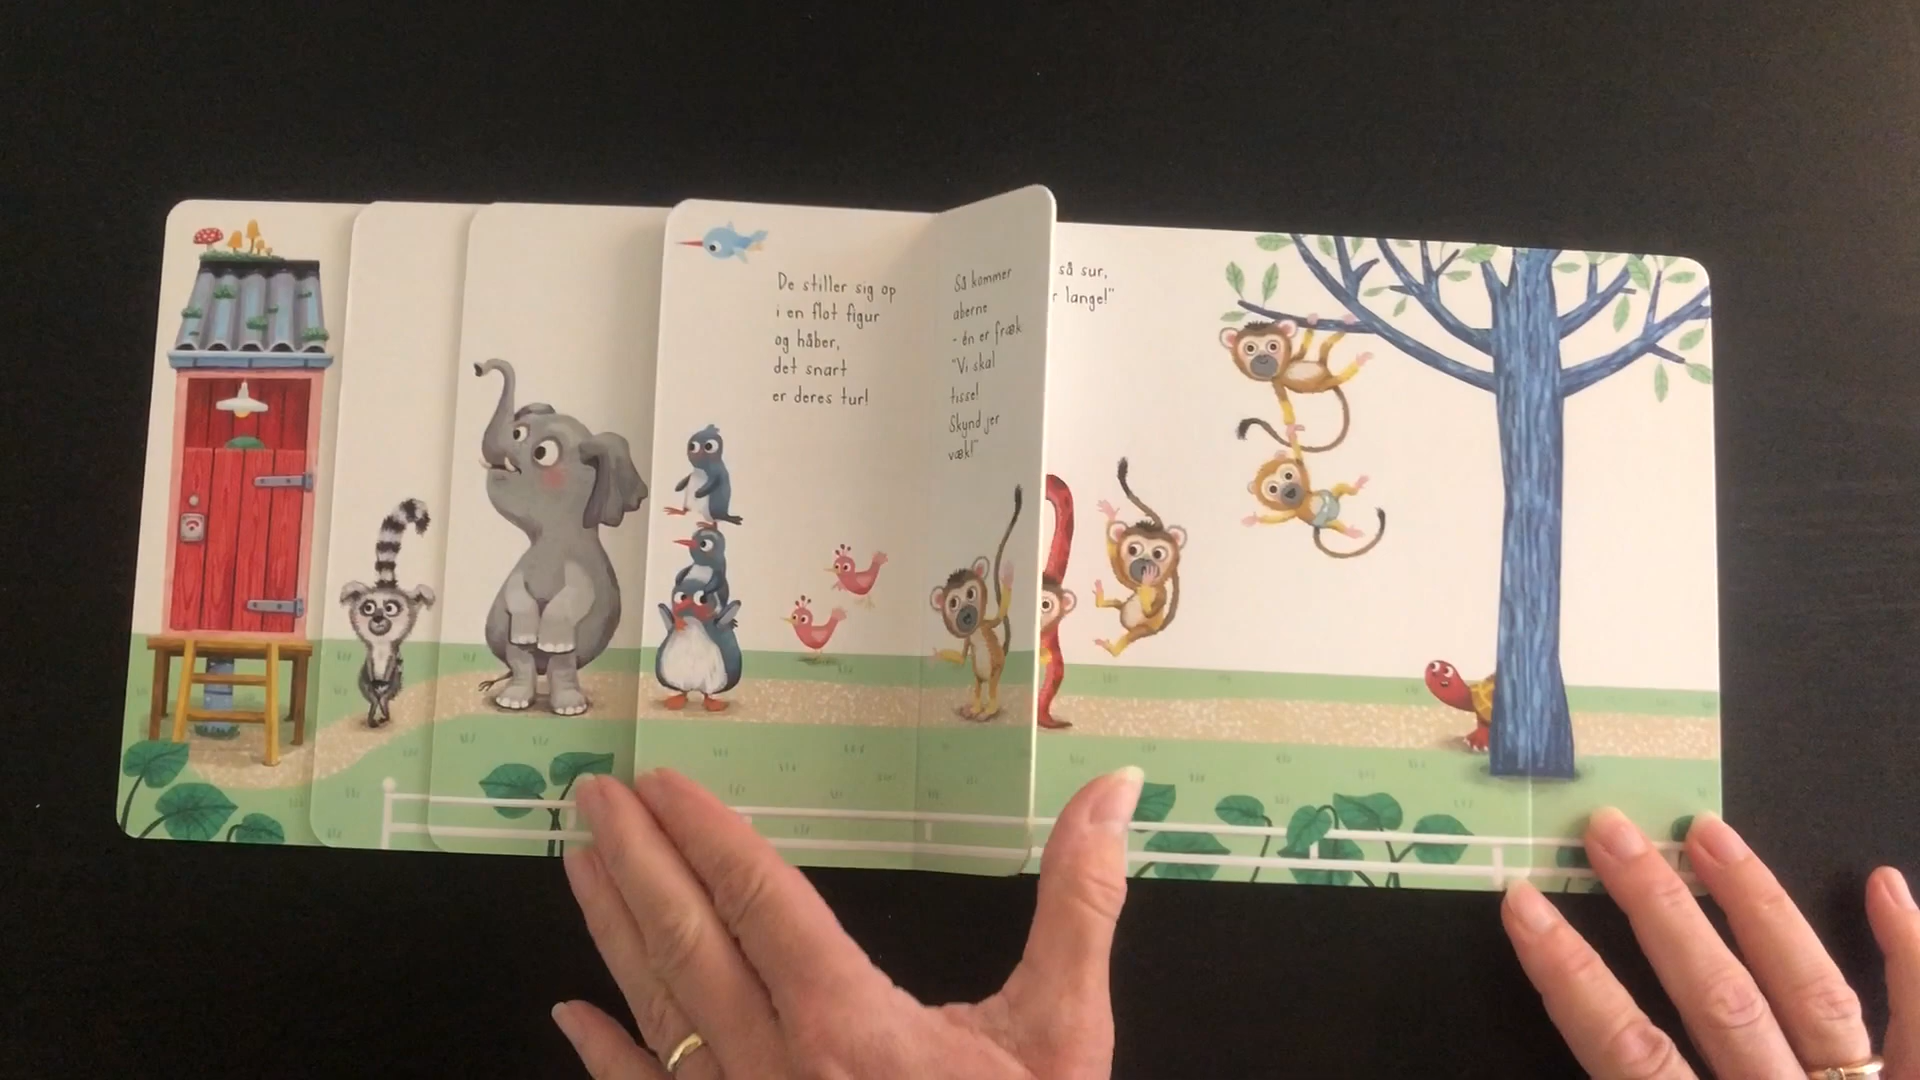 De stiller sig op
i en flot figur
og håber,
det snart
er deres tur!
Så kommer
aberne
- én er fræk
"Vi skal
tisse!
Skynd jer
væk!"
så sur,
r lange!"